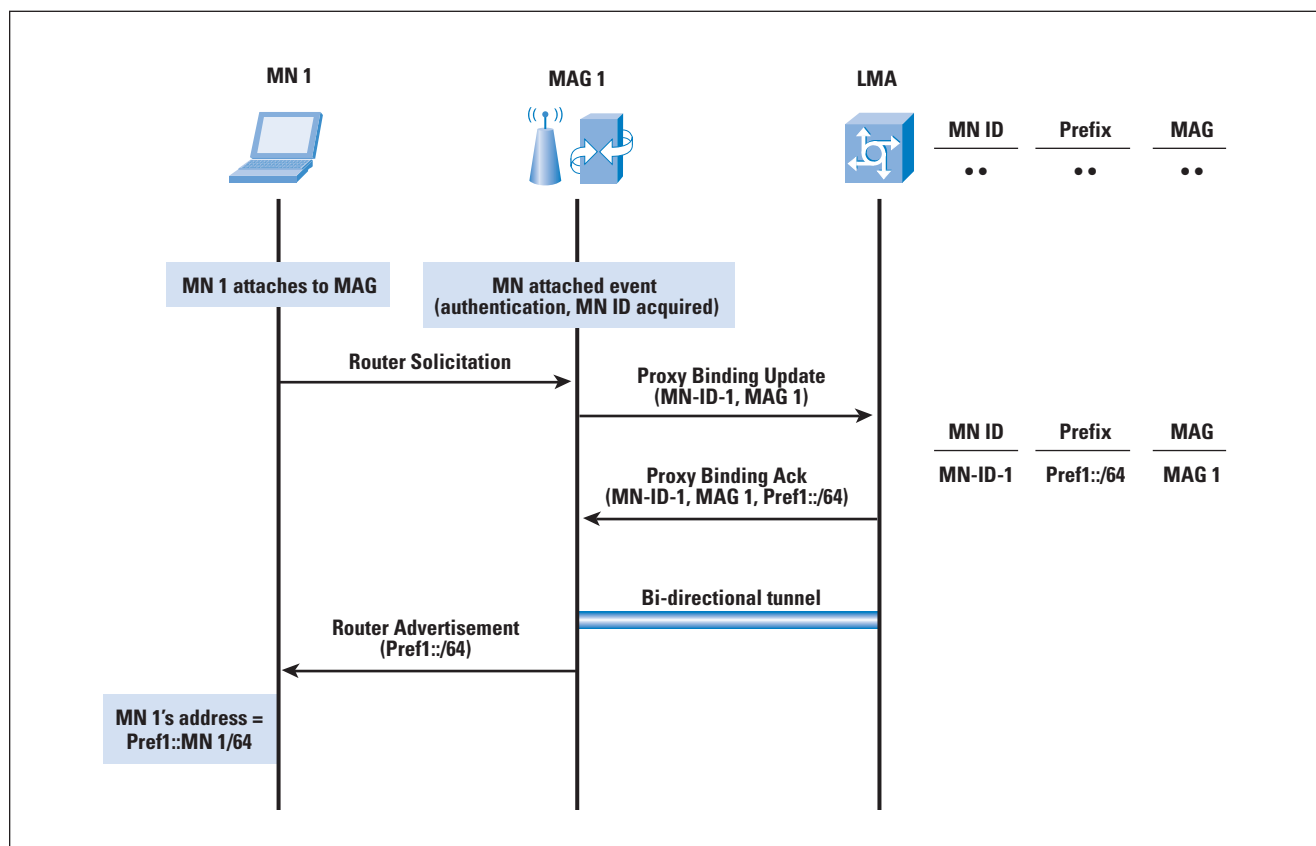 MN 1
MAG 1
LMA
MN ID
Prefix
MAG
••
••
••
MN 1 attaches to MAG
MN attached event
(authentication, MN ID acquired)
Router Solicitation
Proxy Binding Update
(MN-ID-1, MAG 1)
MN ID
Prefix
MAG
MN-ID-1
Pref1::/64
MAG 1
Proxy Binding Ack
(MN-ID-1, MAG 1, Pref1::/64)
Bi-directional tunnel
Router Advertisement
(Pref1::/64)
MN 1’s address =
Pref1::MN 1/64